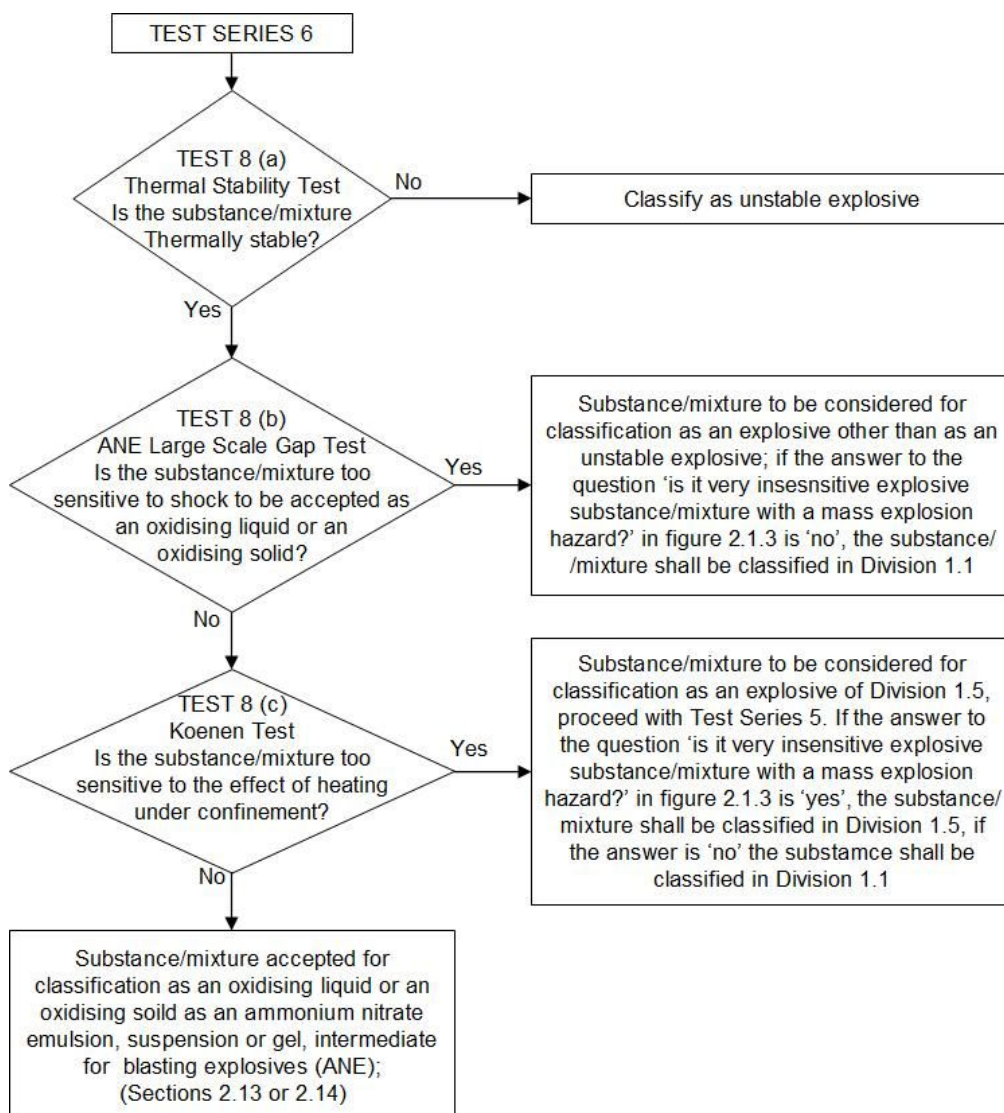 TEST SERIES 6
TEST 8 (a)
Thermal Stability Test
Is the substance/mixture
Thermally stable?
No
Classify as unstable explosive
Yes
TEST 8 (b)
ANE Large Scale Gap Test
Is the substance/mixture too
sensitive to shock to be accepted as
an oxidising liquid or an
oxidising solid?
Yes
Substance/mixture to be considered for
classification as an explosive other than as an
unstable explosive; if the answer to the
question ‘is it very insesnsitive explosive
substance/mixture with a mass explosion
hazard?’ in figure 2.1.3 is ‘no’, the substance/
/mixture shall be classified in Division 1.1
No
TEST 8 (c)
Koenen Test
Is the substance/mixture too
sensitive to the effect of heating
under confinement?
Yes
Substance/mixture to be considered for
classification as an explosive of Division 1.5,
proceed with Test Series 5. If the answer to
the question ‘is it very insensitive explosive
substance/mixture with a mass explosion
hazard?’ in figure 2.1.3 is ‘yes’, the substance/
mixture shall be classified in Division 1.5, if
the answer is ‘no’ the substamce shall be
classified in Division 1.1
No
Substance/mixture accepted for
classification as an oxidising liquid or an
oxidising soild as an ammonium nitrate
emulsion, suspension or gel, intermediate
for blasting explosives (ANE);
(Sections 2.13 or 2.14)